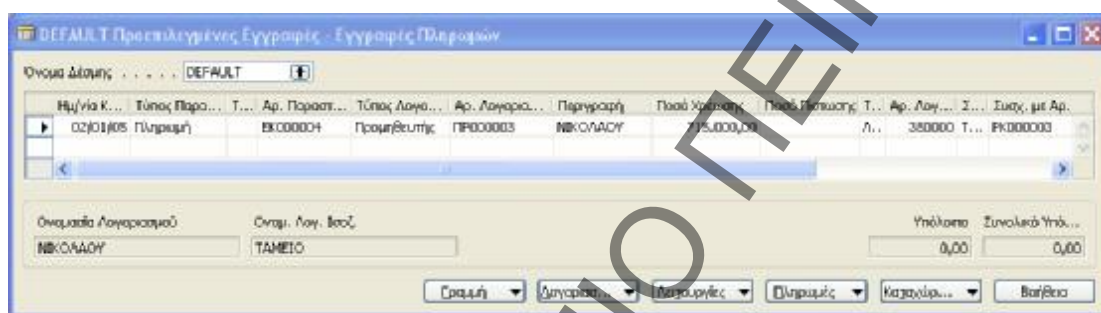 DEFAULT Προεπιλεγμένες Εγγραφές - Εγγραφές Πληρωμών
Όνομα Δέσμης . . . . . DEFAULT
Ημ/νία Κ... Τύπος Παρα... Τ... Αρ. Παραστ... Τύπος Λογα... Αρ. Λογαρια... Περιγραφή Ποσό Χρέωσης Ποσό Πίστωσης Τ.. Αρ. Λογ... Σ... Συσχ. με Αρ.
02/01/05 Πληρωμή ΕΚ000004 Προμηθευτής ΠΡ000003 ΝΙΚΟΛΑΟΥ 715.000,00 Λ.. 380000 Τ...
Ονομασία Λογαριασμού Ονομ. Λογ. Ισοζ. Υπόλοιπο Συνολικό Υπό...
ΝΙΚΟΛΑΟΥ ΤΑΜΕΙΟ 0,00 0,00
Γραμμή Λογαρίασ... Λειτουργίες Πληρωμές Καταχώρ... Βοήθεια